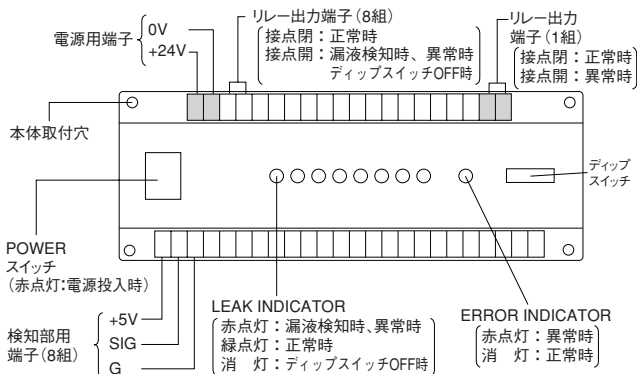 電源用端子
0V
+24V
リレー出力端子(8組)
接点閉：正常時
接点開：漏液検知時、異常時
ディップスイッチOFF時
リレー出力
端子(1組)
接点閉：正常時
接点開：異常時
本体取付穴
ディップ
スイッチ
POWER
スイッチ
(赤点灯:電源投入時)
検知部用
端子(8組)
+5V
SIG
G
LEAK INDICATOR
赤点灯：漏液検知時、異常時
緑点灯：正常時
消　灯：ディップスイッチOFF時
ERROR INDICATOR
赤点灯：異常時
消　灯：正常時